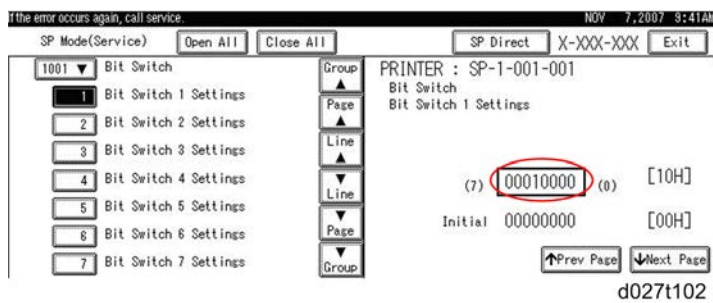 If the error occurs again, call service.
NOV 7,2007 9:41AM
SP Mode(Service) Open All Close All SP Direct X-XXX-XXX Exit
1001 ▼ Bit Switch
1 Bit Switch 1 Settings
2 Bit Switch 2 Settings
3 Bit Switch 3 Settings
4 Bit Switch 4 Settings
5 Bit Switch 5 Settings
6 Bit Switch 6 Settings
7 Bit Switch 7 Settings
Group ▲
Page ▲
Line ▲
▼ Line
▼ Page
▼ Group
PRINTER : SP-1-001-001
Bit Switch
Bit Switch 1 Settings
(7) 00010000 (0) [10H]
Initial 00000000 [00H]
↑Prev Page ↓Next Page
d027t102